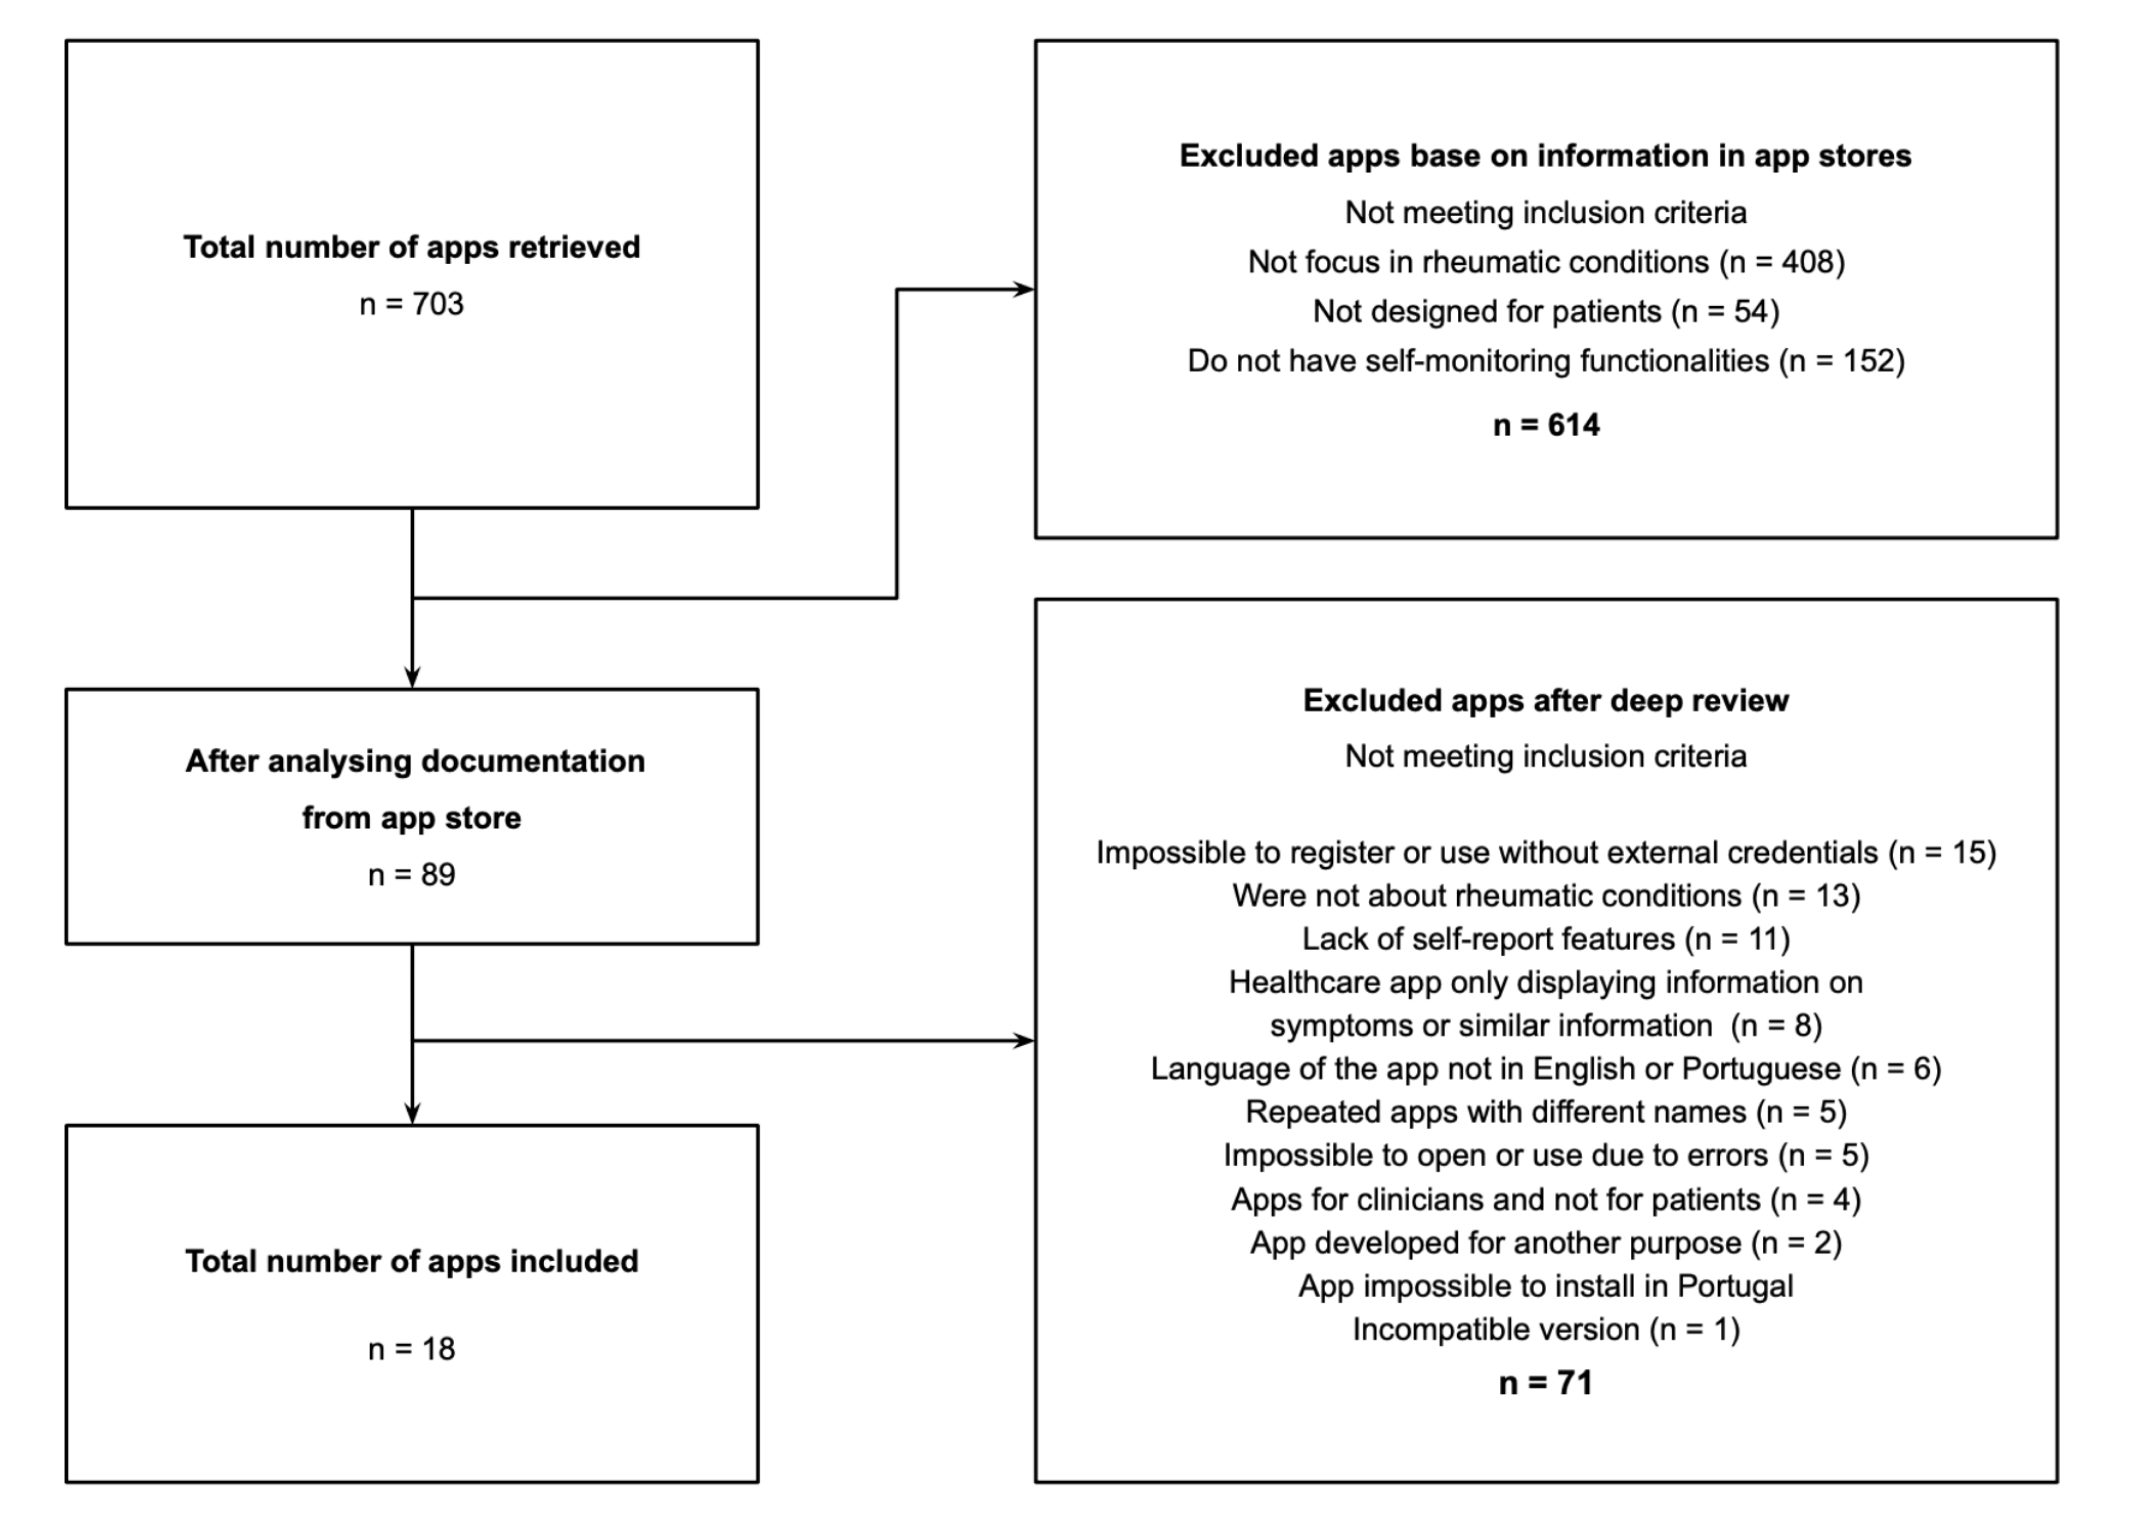 Total number of apps retrieved
n = 703
Excluded apps base on information in app stores
Not meeting inclusion criteria
Not focus in rheumatic conditions (n = 408)
Not designed for patients (n = 54)
Do not have self-monitoring functionalities (n = 152)
n = 614
After analysing documentation
from app store
n = 89
Excluded apps after deep review
Not meeting inclusion criteria
Impossible to register or use without external credentials (n = 15)
Were not about rheumatic conditions (n = 13)
Lack of self-report features (n = 11)
Healthcare app only displaying information on
symptoms or similar information  (n = 8)
Language of the app not in English or Portuguese (n = 6)
Repeated apps with different names (n = 5)
Impossible to open or use due to errors (n = 5)
Apps for clinicians and not for patients (n = 4)
App developed for another purpose (n = 2)
App impossible to install in Portugal
Incompatible version (n = 1)
n = 71
Total number of apps included
n = 18